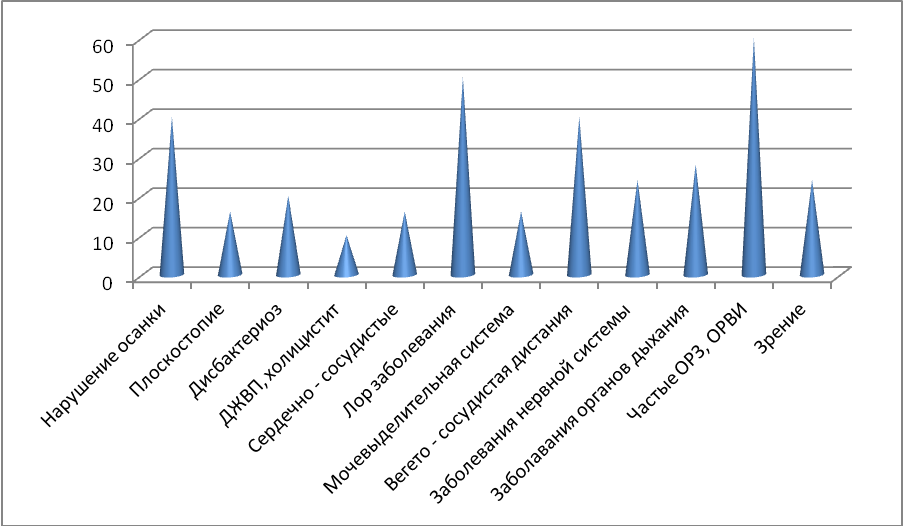 60
50
40
30
20
10
0
Нарушение осанки
Плоскостопие
Дисбактериоз
ДЖВП, холицистит
Сердечно - сосудистые
Лор заболевания
Мочевыделительная система
Вегето - сосудистая дистания
Заболевания нервной системы
Заболавания органов дыхания
Частые ОРЗ, ОРВИ
Зрение